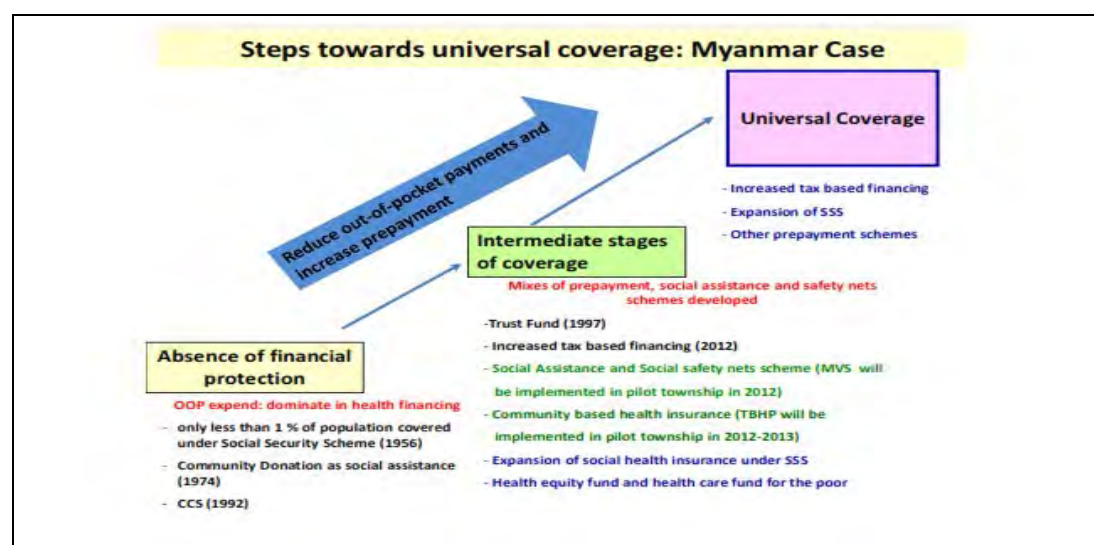 Steps towards universal coverage: Myanmar Case
Universal Coverage
- Increased tax based financing
- Expansion of SSS
- Other prepayment schemes
Reduce out-of-pocket payments and
increase prepayment
Intermediate stages
of coverage
Mixes of prepayment, social assistance and safety nets
schemes developed
-Trust Fund (1997)
- Increased tax based financing (2012)
- Social Assistance and Social safety nets scheme (MVS will
be implemented in pilot township in 2012)
- Community based health insurance (TBHP will be
implemented in pilot township in 2012-2013)
- Expansion of social health insurance under SSS
- Health equity fund and health care fund for the poor
Absence of financial
protection
OOP expend: dominate in health financing
- only less than 1 % of population covered
under Social Security Scheme (1956)
- Community Donation as social assistance
(1974)
- CCS (1992)